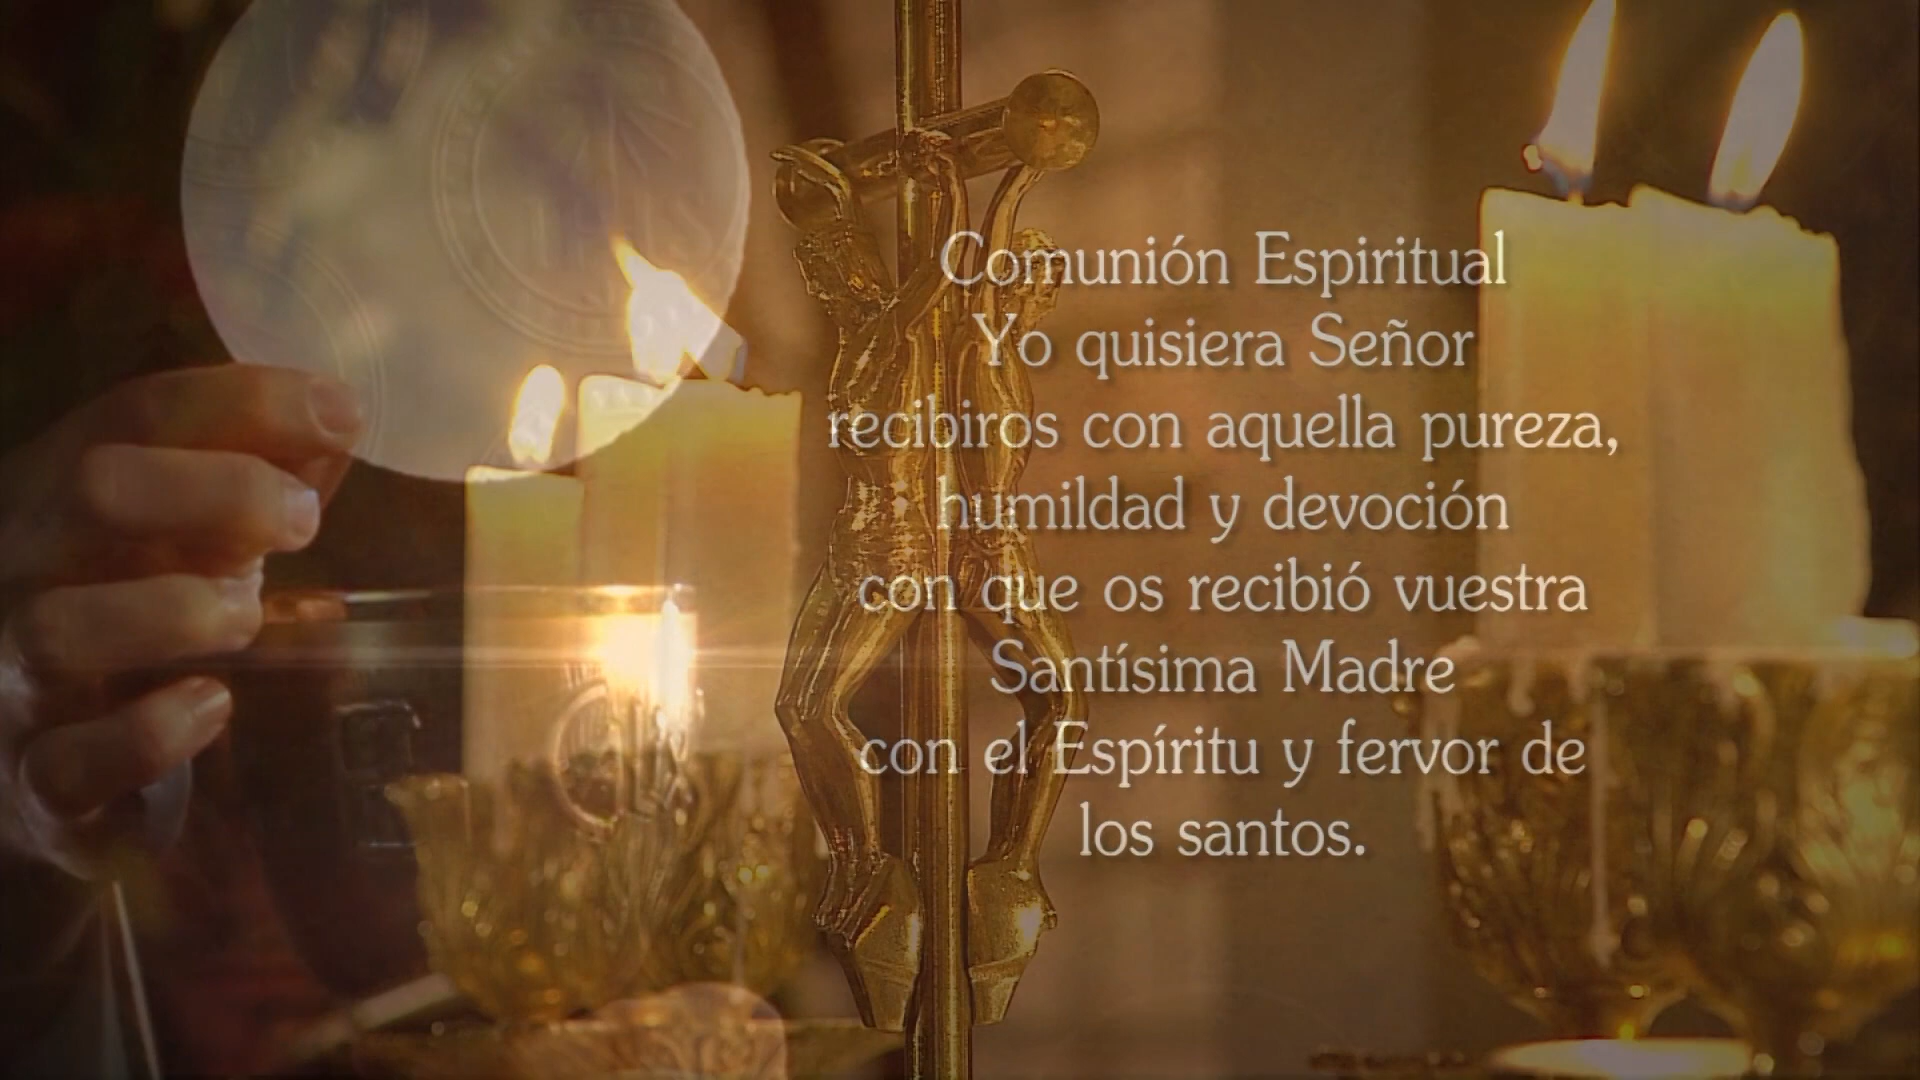 Comunión Espiritual
Yo quisiera Señor
recibiros con aquella pureza,
humildad y devoción
con que os recibió vuestra
Santísima Madre
con el Espíritu y fervor de
los santos.